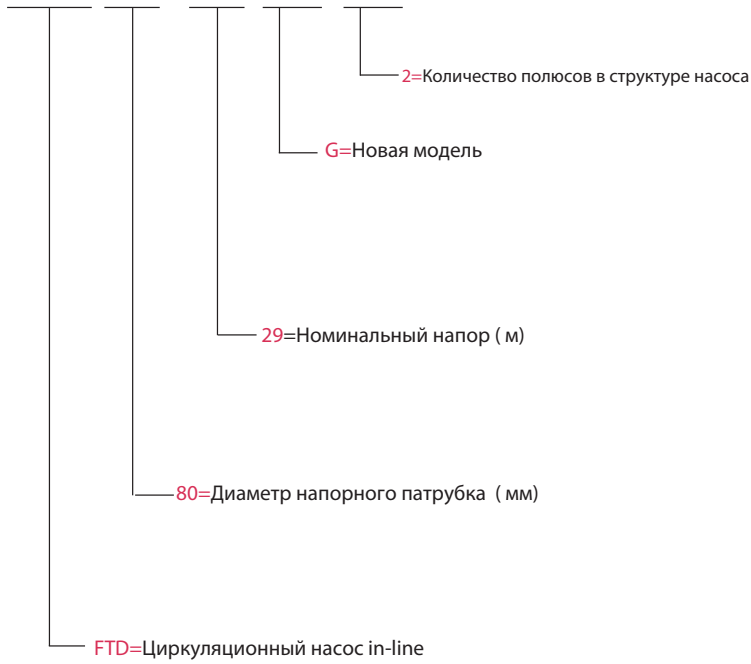 2=Количество полюсов в структуре насоса
G=Новая модель
29=Номинальный напор ( м)
80=Диаметр напорного патрубка ( мм)
FTD=Циркуляционный насос in-line